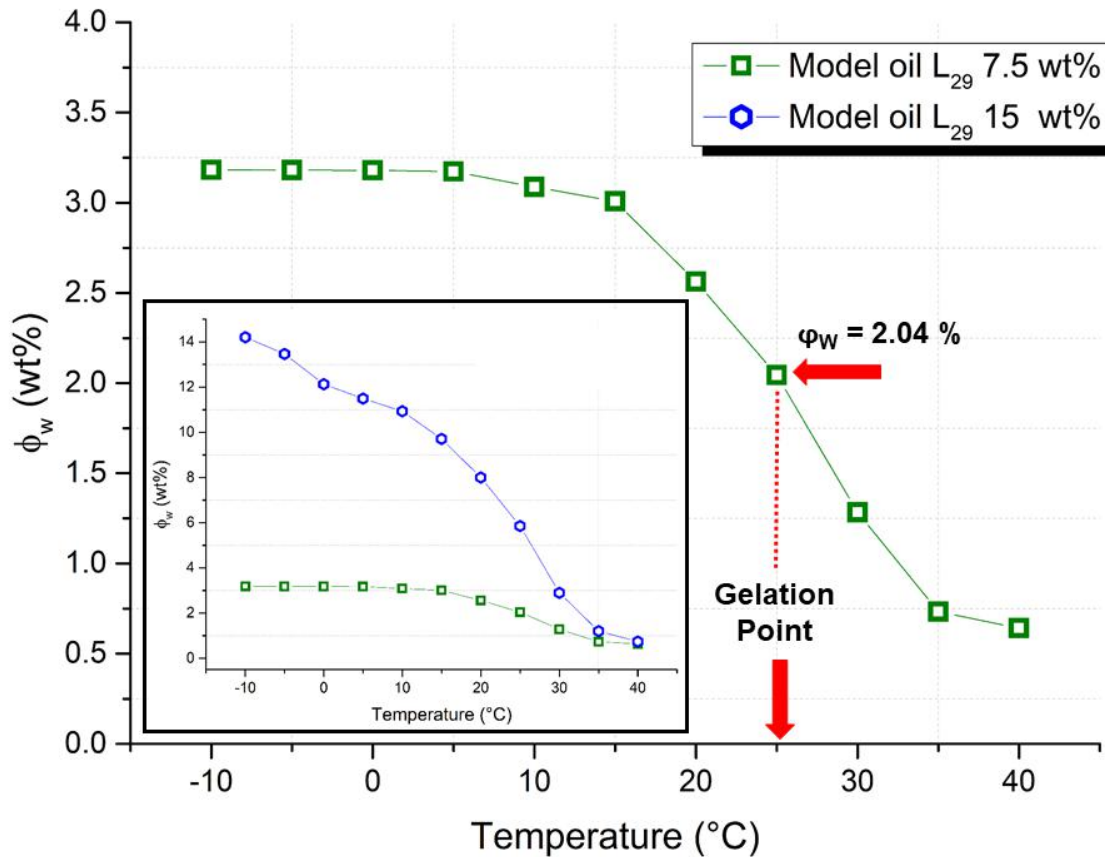 4.0
3.5
3.0
2.5
2.0
1.5
1.0
0.5
0.0
ϕw (wt%)
Model oil L29 7.5 wt%
Model oil L29 15 wt%
φw = 2.04 %
Gelation
Point
14
12
10
8
6
4
2
0
ϕw (wt%)
-10 0 10 20 30 40
Temperature (°C)
-10 0 10 20 30 40
Temperature (°C)